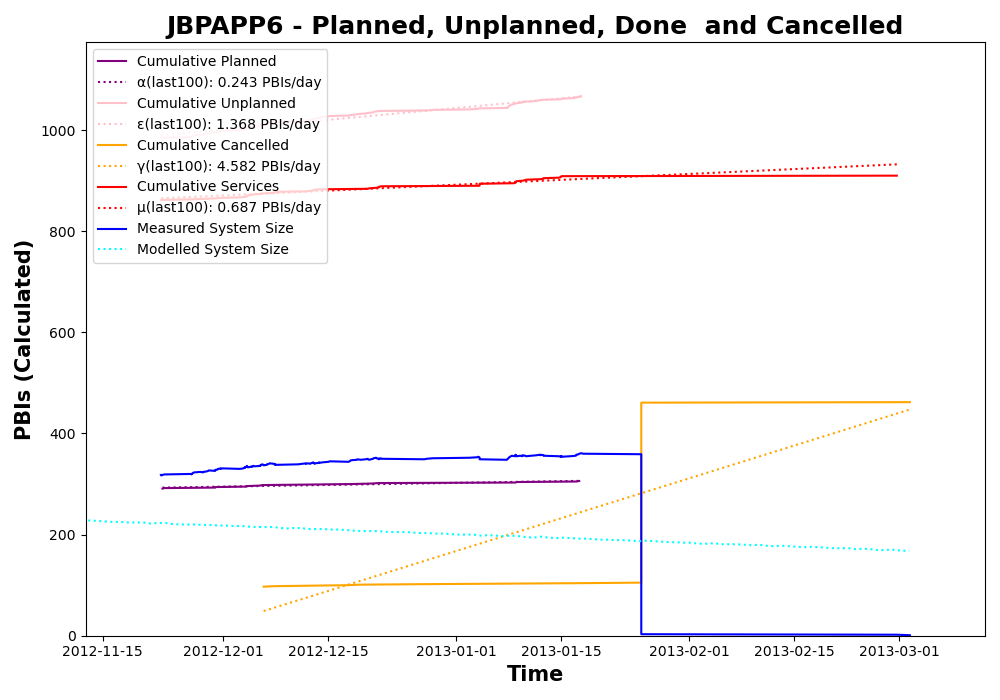 JBPAPP6 - Planned, Unplanned, Done  and Cancelled
Cumulative Planned
α(last100): 0.243 PBIs/day
Cumulative Unplanned
ε(last100): 1.368 PBIs/day
Cumulative Cancelled
γ(last100): 4.582 PBIs/day
Cumulative Services
μ(last100): 0.687 PBIs/day
Measured System Size
Modelled System Size
PBIs (Calculated)
1000
800
600
400
200
0
2012-11-15
2012-12-01
2012-12-15
2013-01-01
2013-01-15
2013-02-01
2013-02-15
2013-03-01
Time